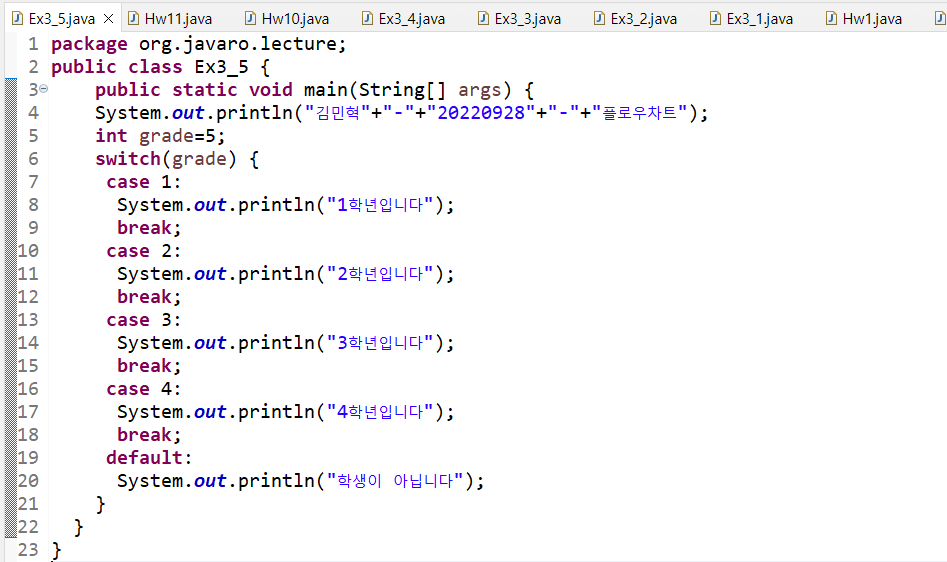 Ex3_5.java Hw11.java Hw10.java Ex3_4.java Ex3_3.java Ex3_2.java Ex3_1.java Hw1.java
1 package org.javaro.lecture;
2 public class Ex3_5 {
3 public static void main(String[] args) {
4 System.out.println("김민혁"+"-"+"20220928"+"-"+"플로우차트");
5 int grade=5;
6 switch(grade) {
7 case 1:
8 System.out.println("1학년입니다");
9 break;
10 case 2:
11 System.out.println("2학년입니다");
12 break;
13 case 3:
14 System.out.println("3학년입니다");
15 break;
16 case 4:
17 System.out.println("4학년입니다");
18 break;
19 default:
20 System.out.println("학생이 아닙니다");
21 }
22 }
23 }